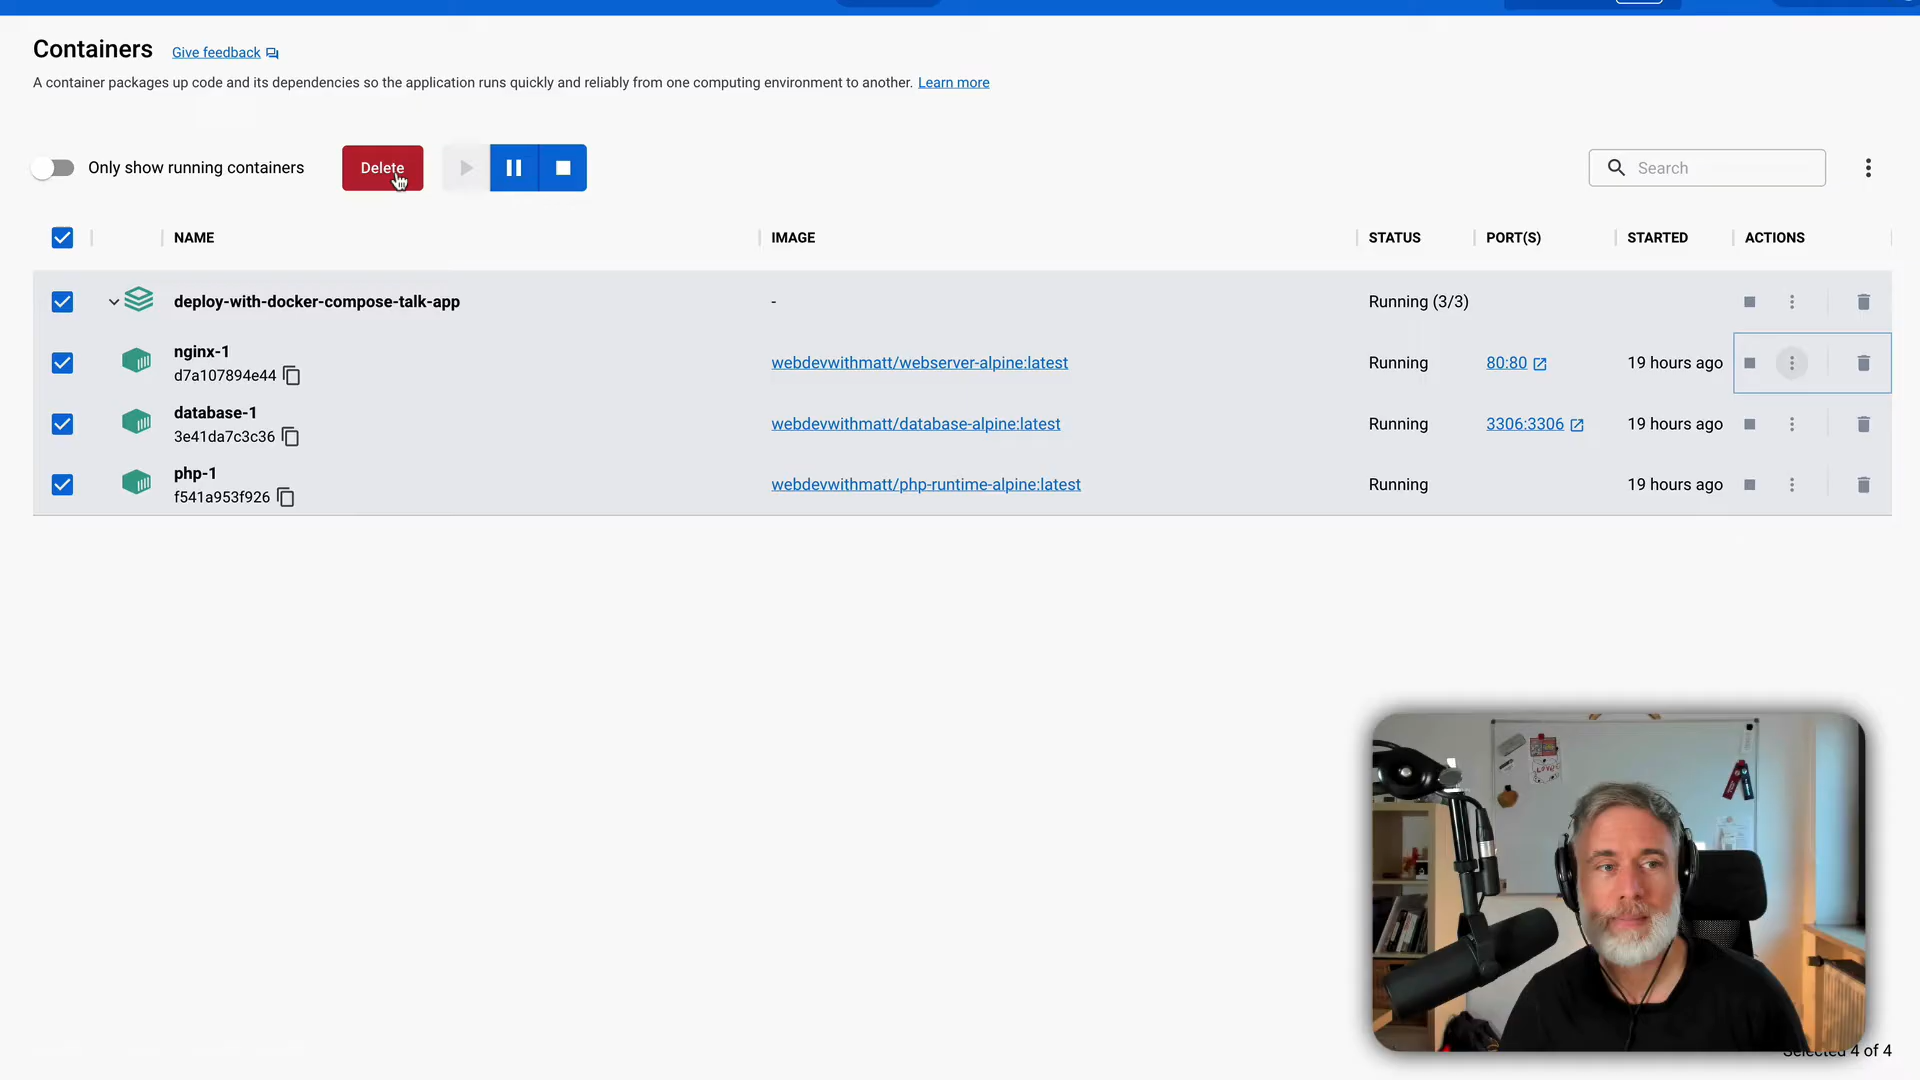 Containers Give feedback
A container packages up code and its dependencies so the application runs quickly and reliably from one computing environment to another. Learn more
Only show running containers Delete Search
NAME IMAGE STATUS PORT(S) STARTED ACTIONS
deploy-with-docker-compose-talk-app - Running (3/3)
nginx-1
d7a107894e44 webdevwithmatt/webserver-alpine:latest Running 80:80 19 hours ago
database-1
3e41da7c3c36 webdevwithmatt/database-alpine:latest Running 3306:3306 19 hours ago
php-1
f541a953f926 webdevwithmatt/php-runtime-alpine:latest Running 19 hours ago
LOVE
Selected 4 of 4